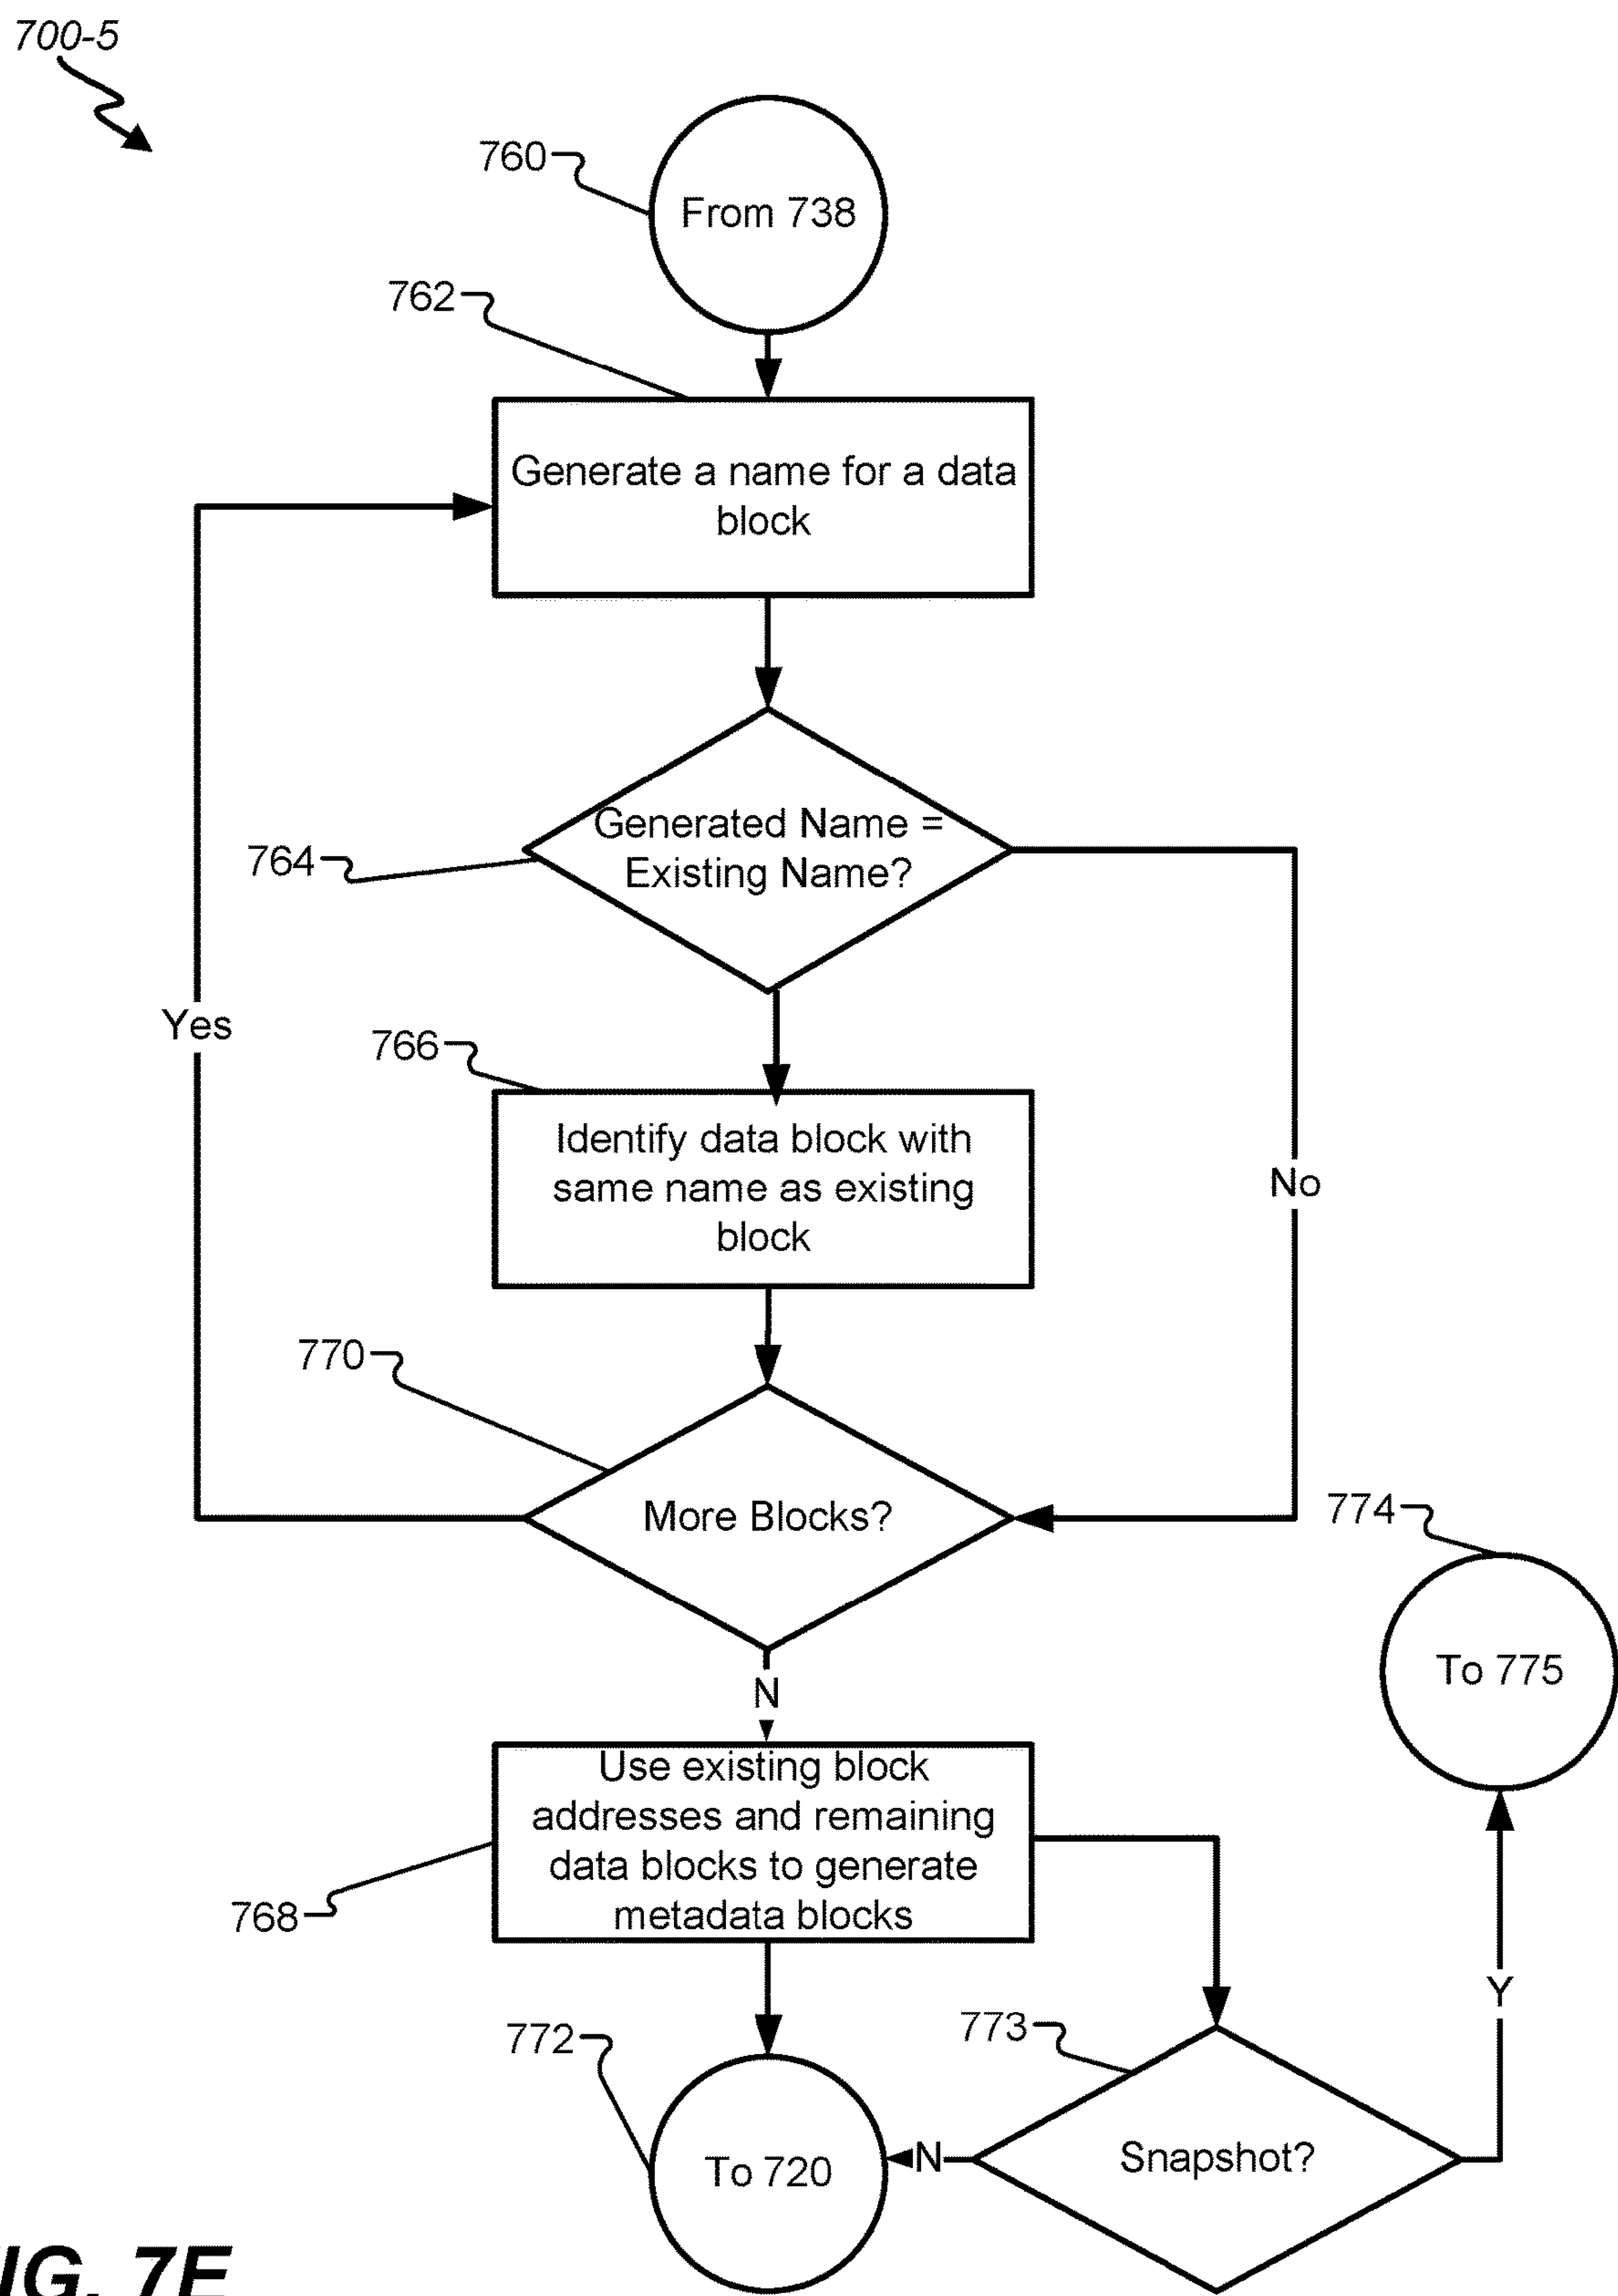 700-5
760
From 738
762
Generate a name for a data
block
764
Generated Name =
Existing Name?
Yes
766
Identify data block with
same name as existing
block
No
770
More Blocks?
774
To 775
N
Use existing block
addresses and remaining
data blocks to generate
metadata blocks
768
Y
772
773
To 720
N
Snapshot?
IG. 7E